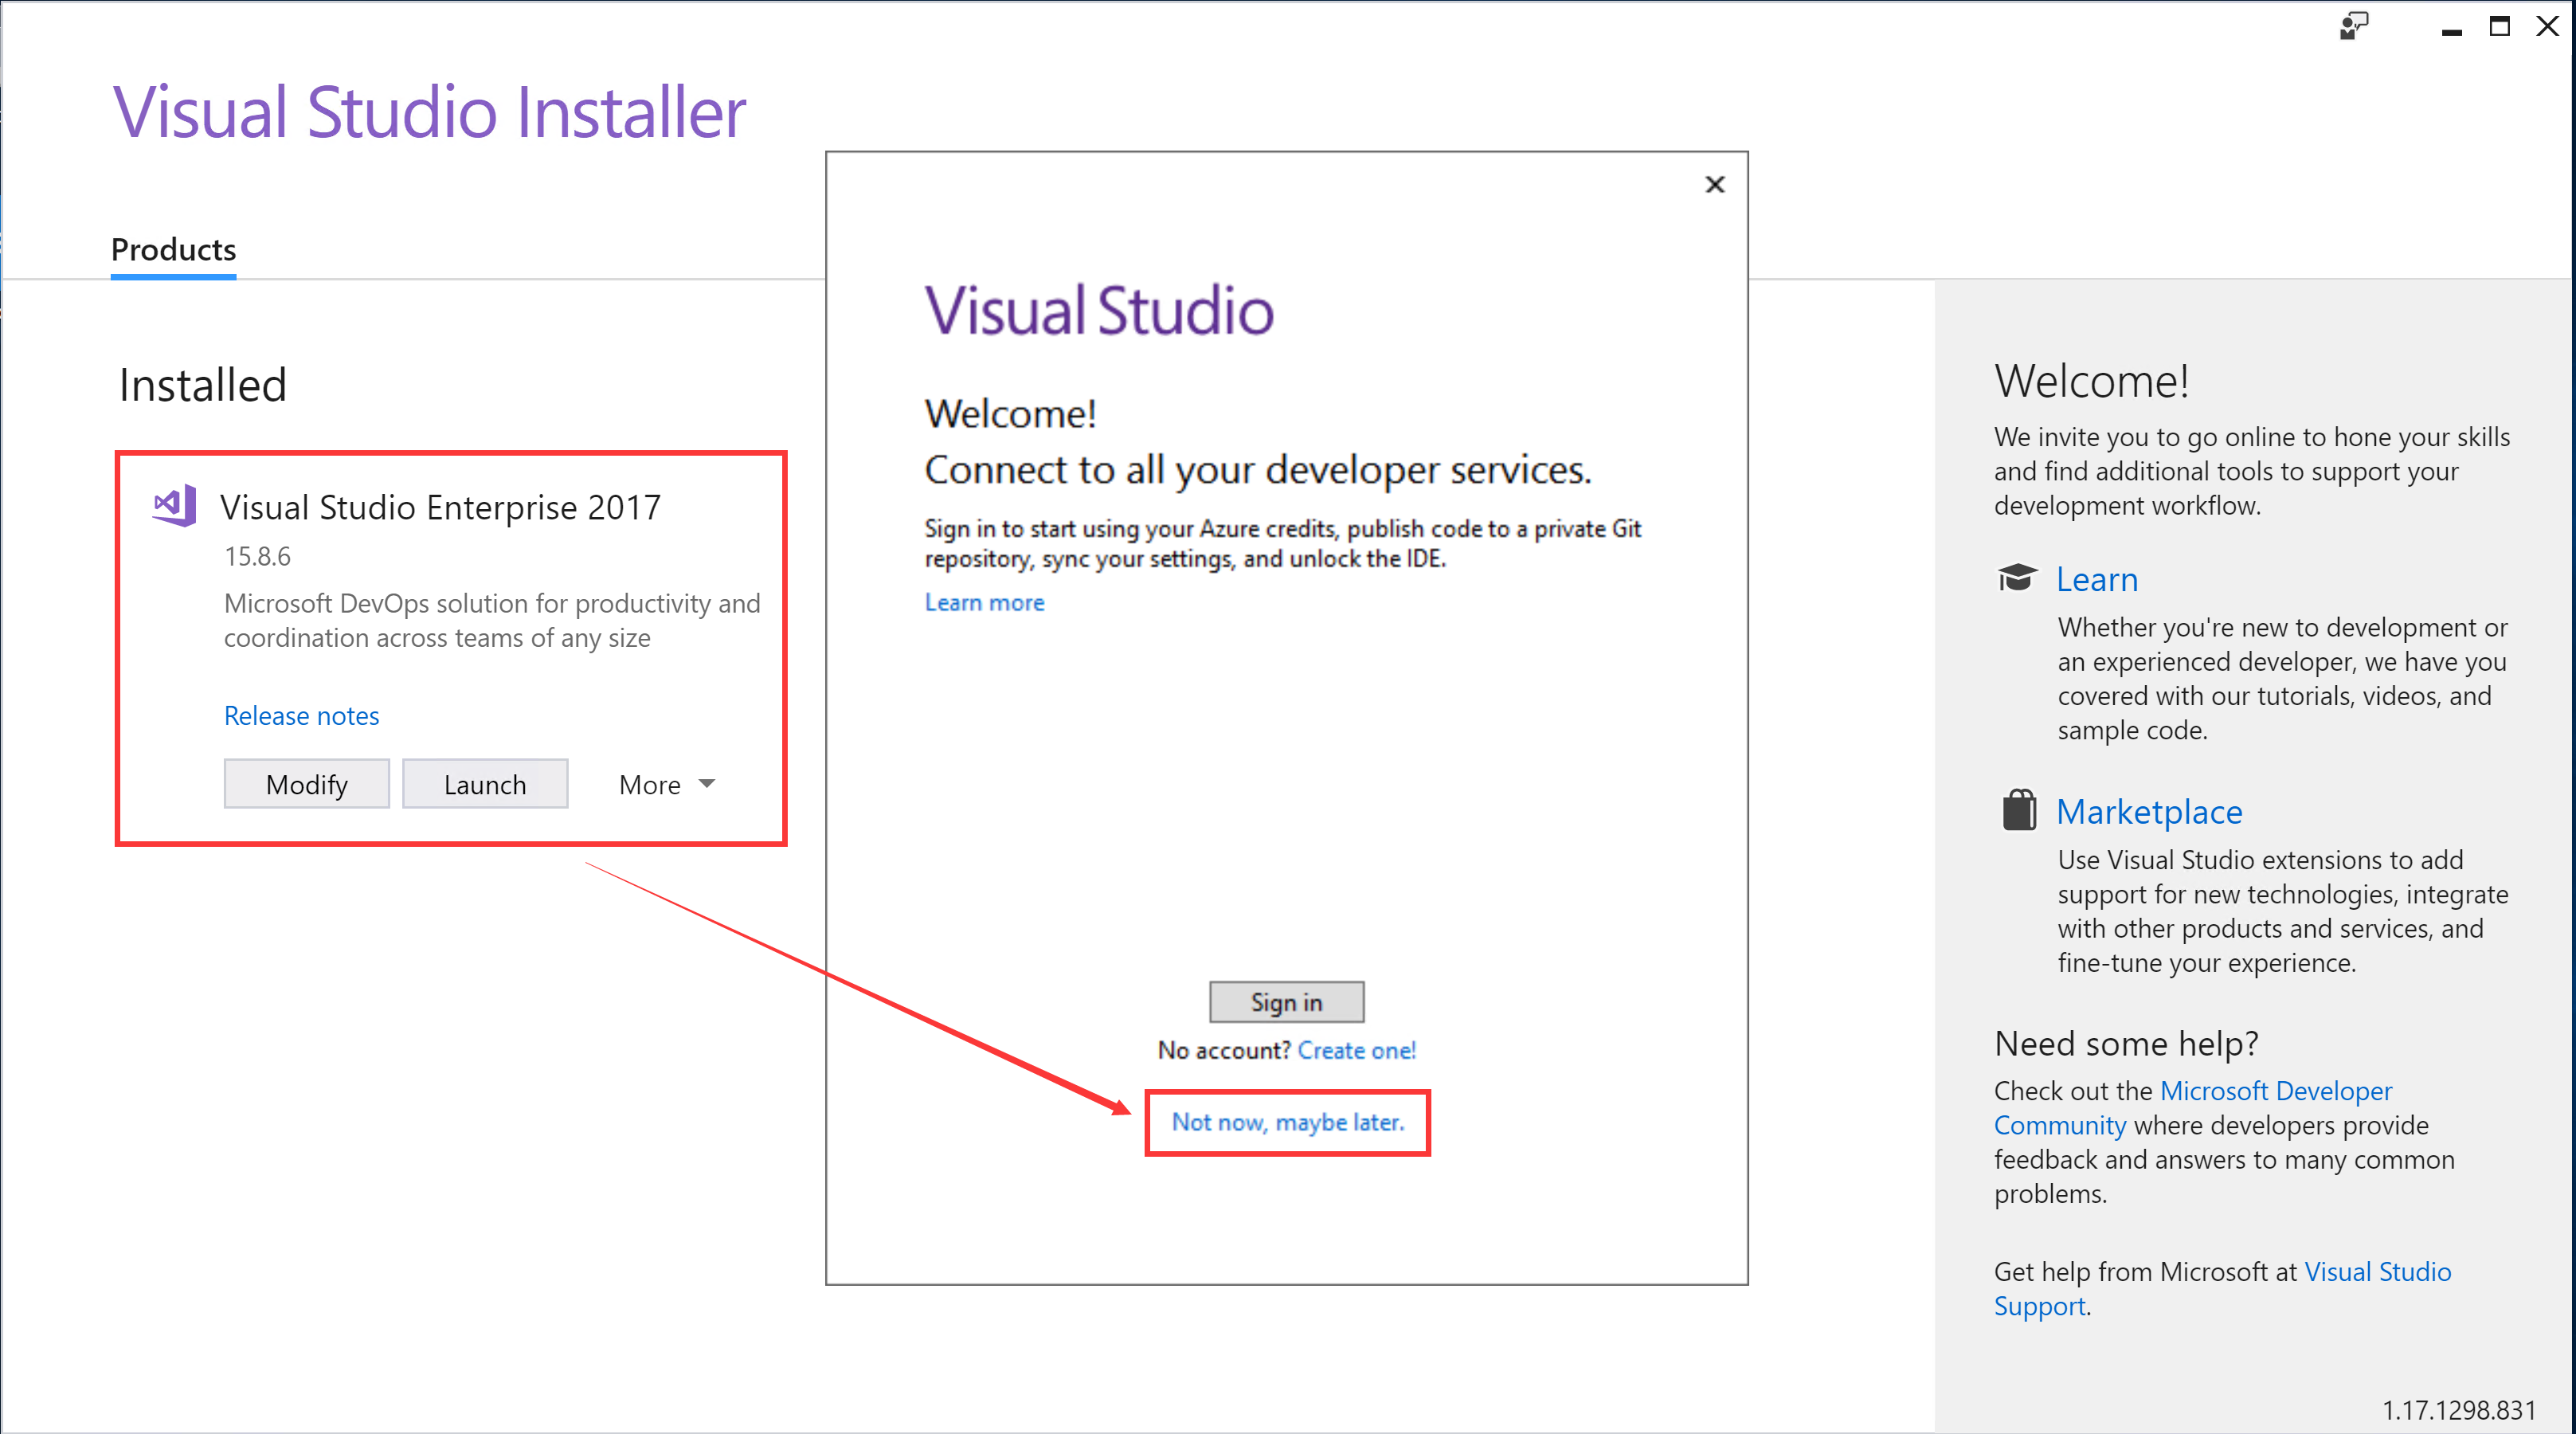 Visual Studio Installer
Products
Installed
Visual Studio Enterprise 2017
15.8.6
Microsoft DevOps solution for productivity and
coordination across teams of any size
Release notes
Modify
Launch
More
Visual Studio
Welcome!
Connect to all your developer services.
Sign in to start using your Azure credits, publish code to a private Git
repository, sync your settings, and unlock the IDE.
Learn more
Sign in
No account? Create one!
Not now, maybe later.
Welcome!
We invite you to go online to hone your skills
and find additional tools to support your
development workflow.
Learn
Whether you're new to development or
an experienced developer, we have you
covered with our tutorials, videos, and
sample code.
Marketplace
Use Visual Studio extensions to add
support for new technologies, integrate
with other products and services, and
fine-tune your experience.
Need some help?
Check out the Microsoft Developer
Community where developers provide
feedback and answers to many common
problems.
Get help from Microsoft at Visual Studio
Support.
1.17.1298.831